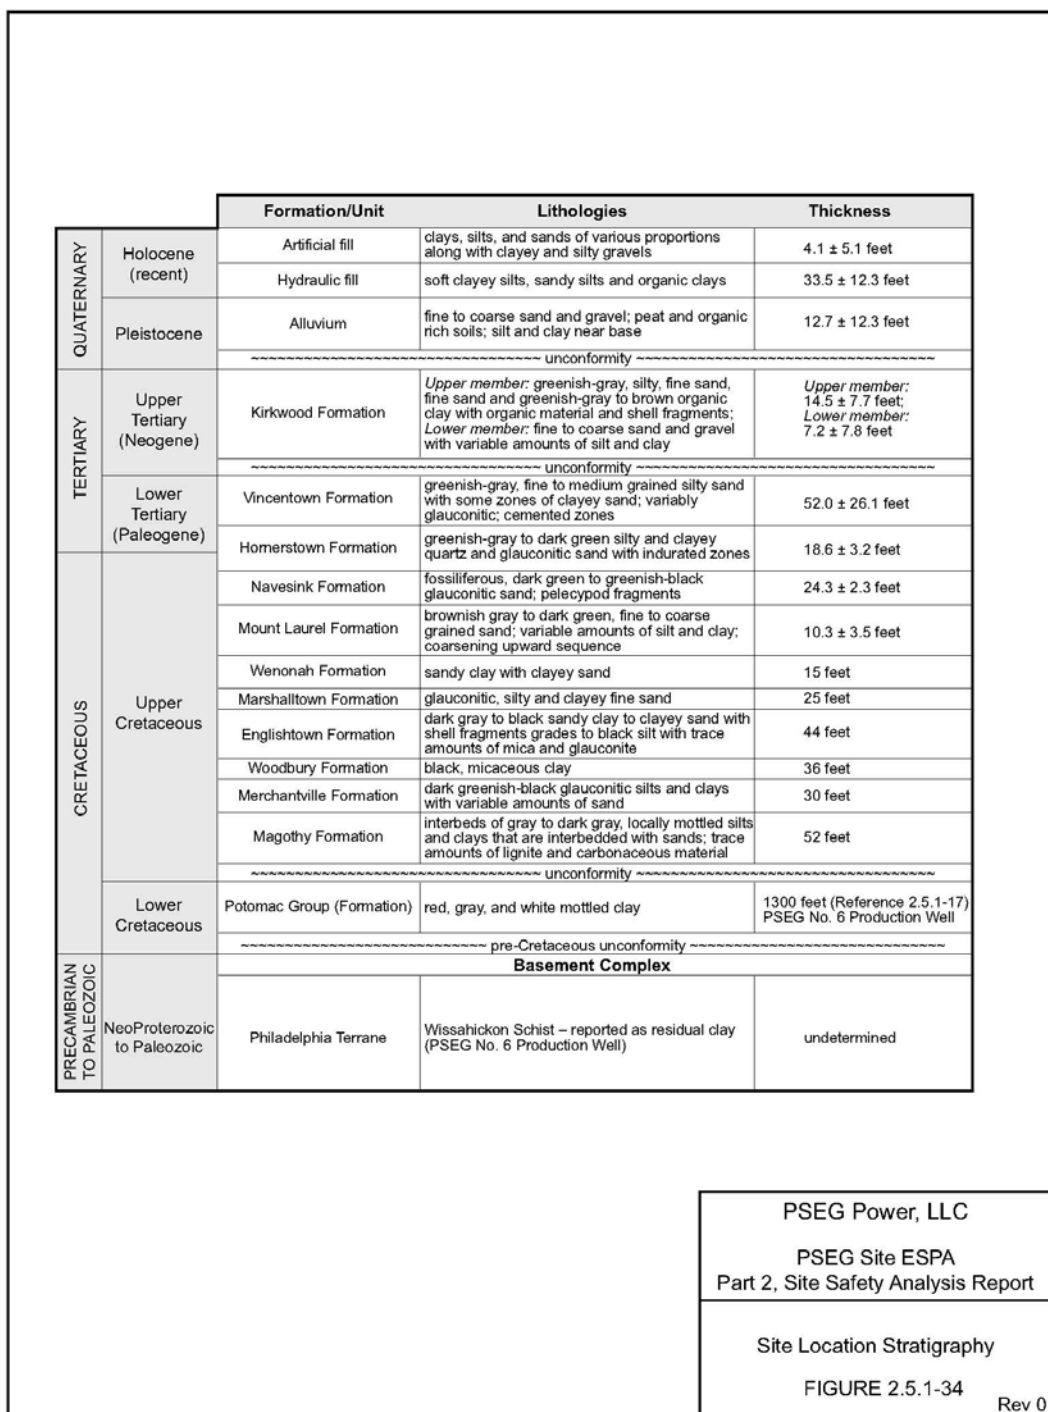 Formation/Unit Lithologies Thickness
QUATERNARY
Holocene
(recent)
Artificial fill
clays, silts, and sands of various proportions
along with clayey and silty gravels
4.1 ± 5.1 feet
Hydraulic fill
soft clayey silts, sandy silts and organic clays
33.5 ± 12.3 feet
Pleistocene
Alluvium
fine to coarse sand and gravel; peat and organic
rich soils; silt and clay near base
12.7 ± 12.3 feet
~~~~~~~~~~~~~~~~~~~~~~~~~~~~~~~~~ unconformity ~~~~~~~~~~~~~~~~~~~~~~~~~~~~~~~~~~
TERTIARY
Upper
Tertiary
(Neogene)
Kirkwood Formation
Upper member: greenish-gray, silty, fine sand,
fine sand and greenish-gray to brown organic
clay with organic material and shell fragments;
Lower member: fine to coarse sand and gravel
with variable amounts of silt and clay
Upper member:
14.5 ± 7.7 feet;
Lower member:
7.2 ± 7.8 feet
~~~~~~~~~~~~~~~~~~~~~~~~~~~~~~~~~ unconformity ~~~~~~~~~~~~~~~~~~~~~~~~~~~~~~~~~~
Lower
Tertiary
(Paleogene)
Vincentown Formation
greenish-gray, fine to medium grained silty sand
with some zones of clayey sand; variably
glauconitic; cemented zones
52.0 ± 26.1 feet
Hornerstown Formation
greenish-gray to dark green silty and clayey
quartz and glauconitic sand with indurated zones
18.6 ± 3.2 feet
CRETACEOUS
Upper
Cretaceous
Navesink Formation
fossiliferous, dark green to greenish-black
glauconitic sand; pelecypod fragments
24.3 ± 2.3 feet
Mount Laurel Formation
brownish gray to dark green, fine to coarse
grained sand; variable amounts of silt and clay;
coarsening upward sequence
10.3 ± 3.5 feet
Wenonah Formation
sandy clay with clayey sand
15 feet
Marshalltown Formation
glauconitic, silty and clayey fine sand
25 feet
Englishtown Formation
dark gray to black sandy clay to clayey sand with
shell fragments grades to black silt with trace
amounts of mica and glauconite
44 feet
Woodbury Formation
black, micaceous clay
36 feet
Merchantville Formation
dark greenish-black glauconitic silts and clays
with variable amounts of sand
30 feet
Magothy Formation
interbeds of gray to dark gray, locally mottled silts
and clays that are interbedded with sands; trace
amounts of lignite and carbonaceous material
52 feet
~~~~~~~~~~~~~~~~~~~~~~~~~~~~~~~~~ unconformity ~~~~~~~~~~~~~~~~~~~~~~~~~~~~~~~~~~
Lower
Cretaceous
Potomac Group (Formation)
red, gray, and white mottled clay
1300 feet (Reference 2.5.1-17)
PSEG No. 6 Production Well
~~~~~~~~~~~~~~~~~~~~~~~~~~~~ pre-Cretaceous unconformity ~~~~~~~~~~~~~~~~~~~~~~~~~~~~~
Basement Complex
PRECAMBRIAN
TO PALEOZOIC
NeoProterozoic
to Paleozoic
Philadelphia Terrane
Wissahickon Schist – reported as residual clay
(PSEG No. 6 Production Well)
undetermined
PSEG Power, LLC
PSEG Site ESPA
Part 2, Site Safety Analysis Report
Site Location Stratigraphy
FIGURE 2.5.1-34
Rev 0